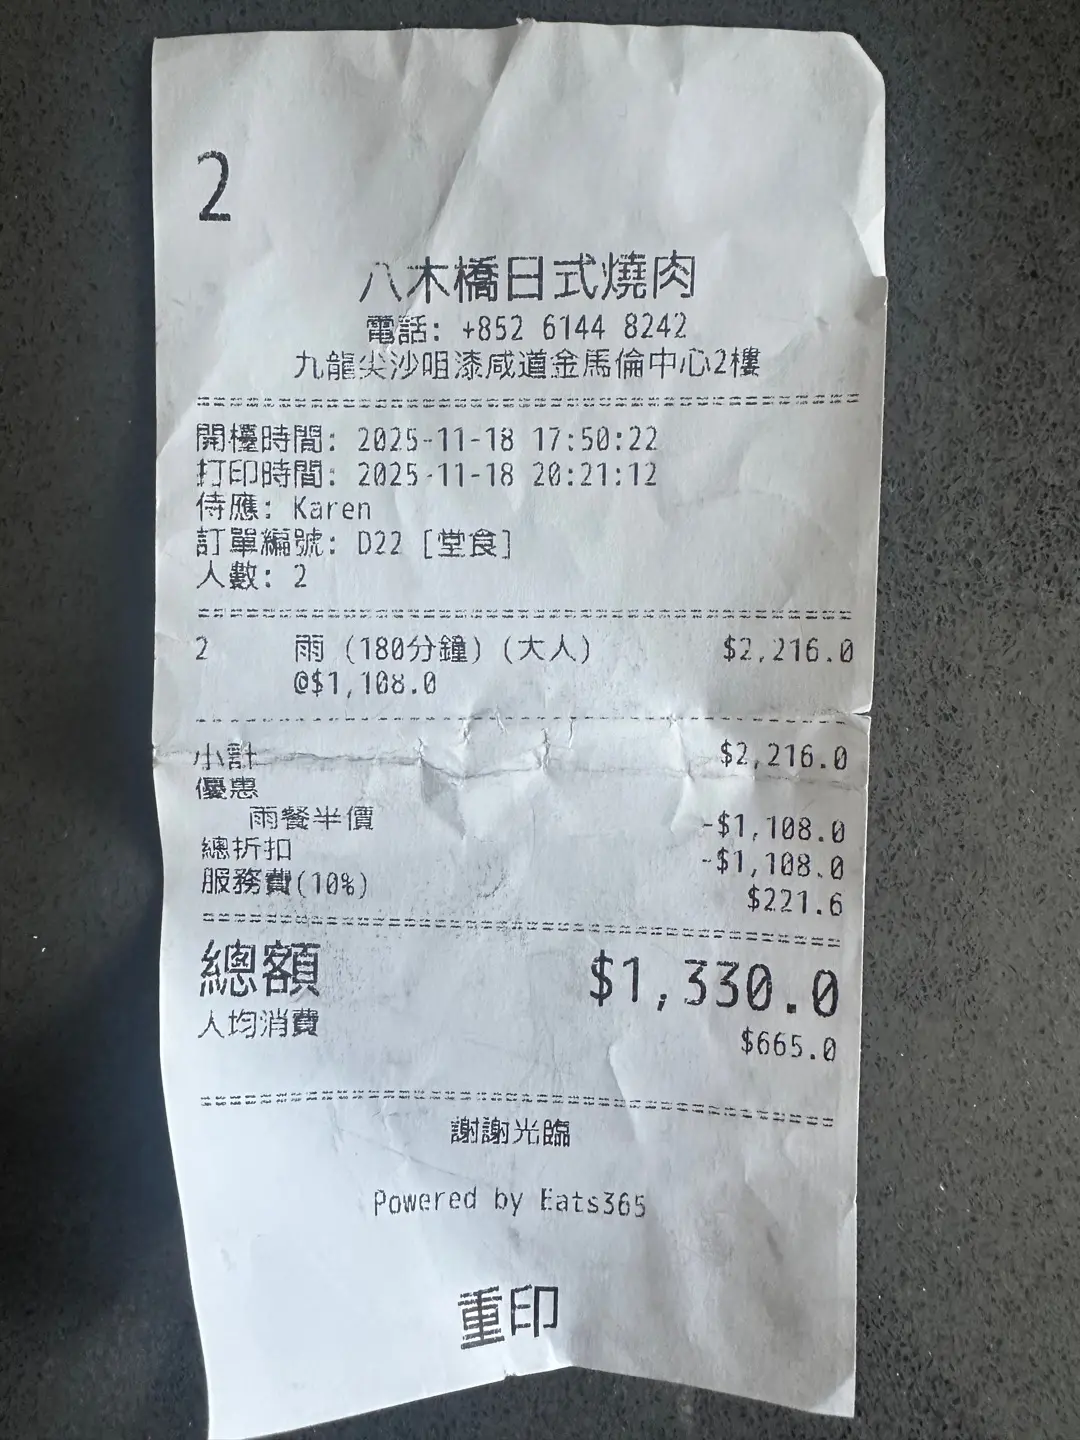 2
八木橋日式燒肉
電話: +852 6144 8242
九龍尖沙咀漆咸道金馬倫中心2樓
開檯時間: 2025-11-18 17:50:22
打印時間: 2025-11-18 20:21:12
侍應: Karen
訂單編號: D22 [堂食]
人數: 2
2 雨 (180分鐘) (大人) $2,216.0
@$1,108.0
小計 $2,216.0
優惠
雨餐半價 -$1,108.0
總折扣 -$1,108.0
服務費(10%) $221.6
總額 $1,330.0
人均消費 $665.0
謝謝光臨
Powered by Eats365
重印